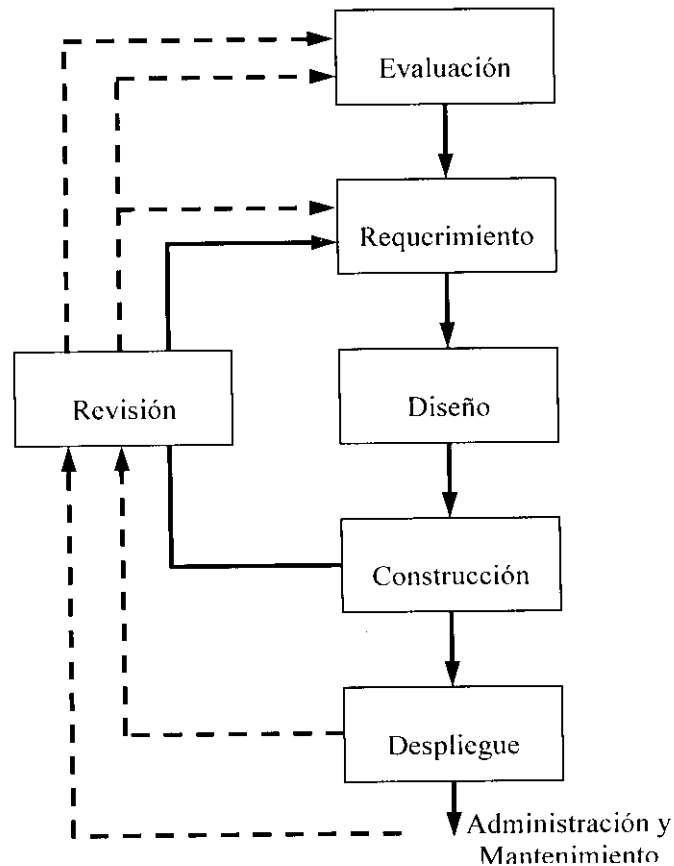 Evaluación
Requerimiento
Revisión
Diseño
Construcción
Despliegue
Administración y
Mantenimiento